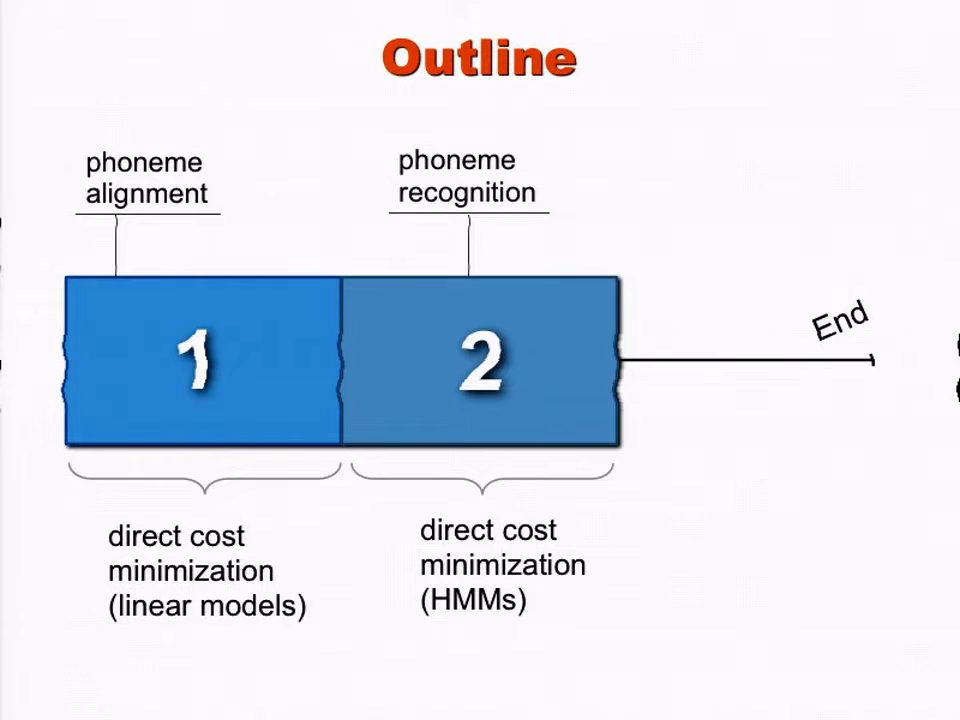 Outline
phoneme
alignment
phoneme
recognition
1
2
End
direct cost
minimization
(linear models)
direct cost
minimization
(HMMs)